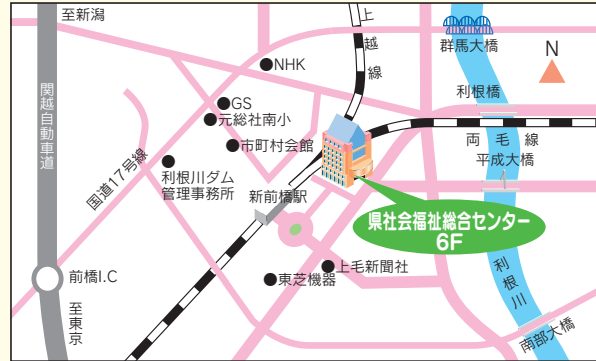 至新潟
上越線
群馬大橋
N
NHK
利根橋
関越自動車道
GS
元総社南小
市町村会館
両毛線
平成大橋
国道17号線
利根川ダム
管理事務所
新前橋駅
県社会福祉総合センター
6F
前橋I.C
上毛新聞社
東芝機器
利根川
至東京
南部大橋